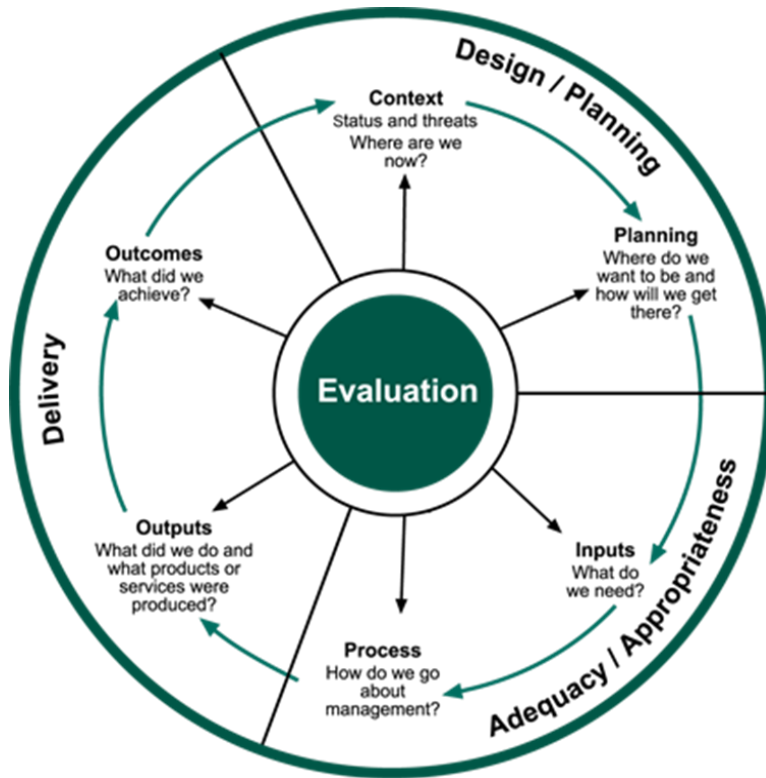 Design / Planning
Context
Status and threats
Where are we
now?
Planning
Where do we
want to be and
how will we get
there?
Outcomes
What did we
achieve?
Delivery
Evaluation
Outputs
What did we do and
what products or
services were
produced?
Inputs
What do
we need?
Process
How do we go
about
management?
Adequacy / Appropriateness